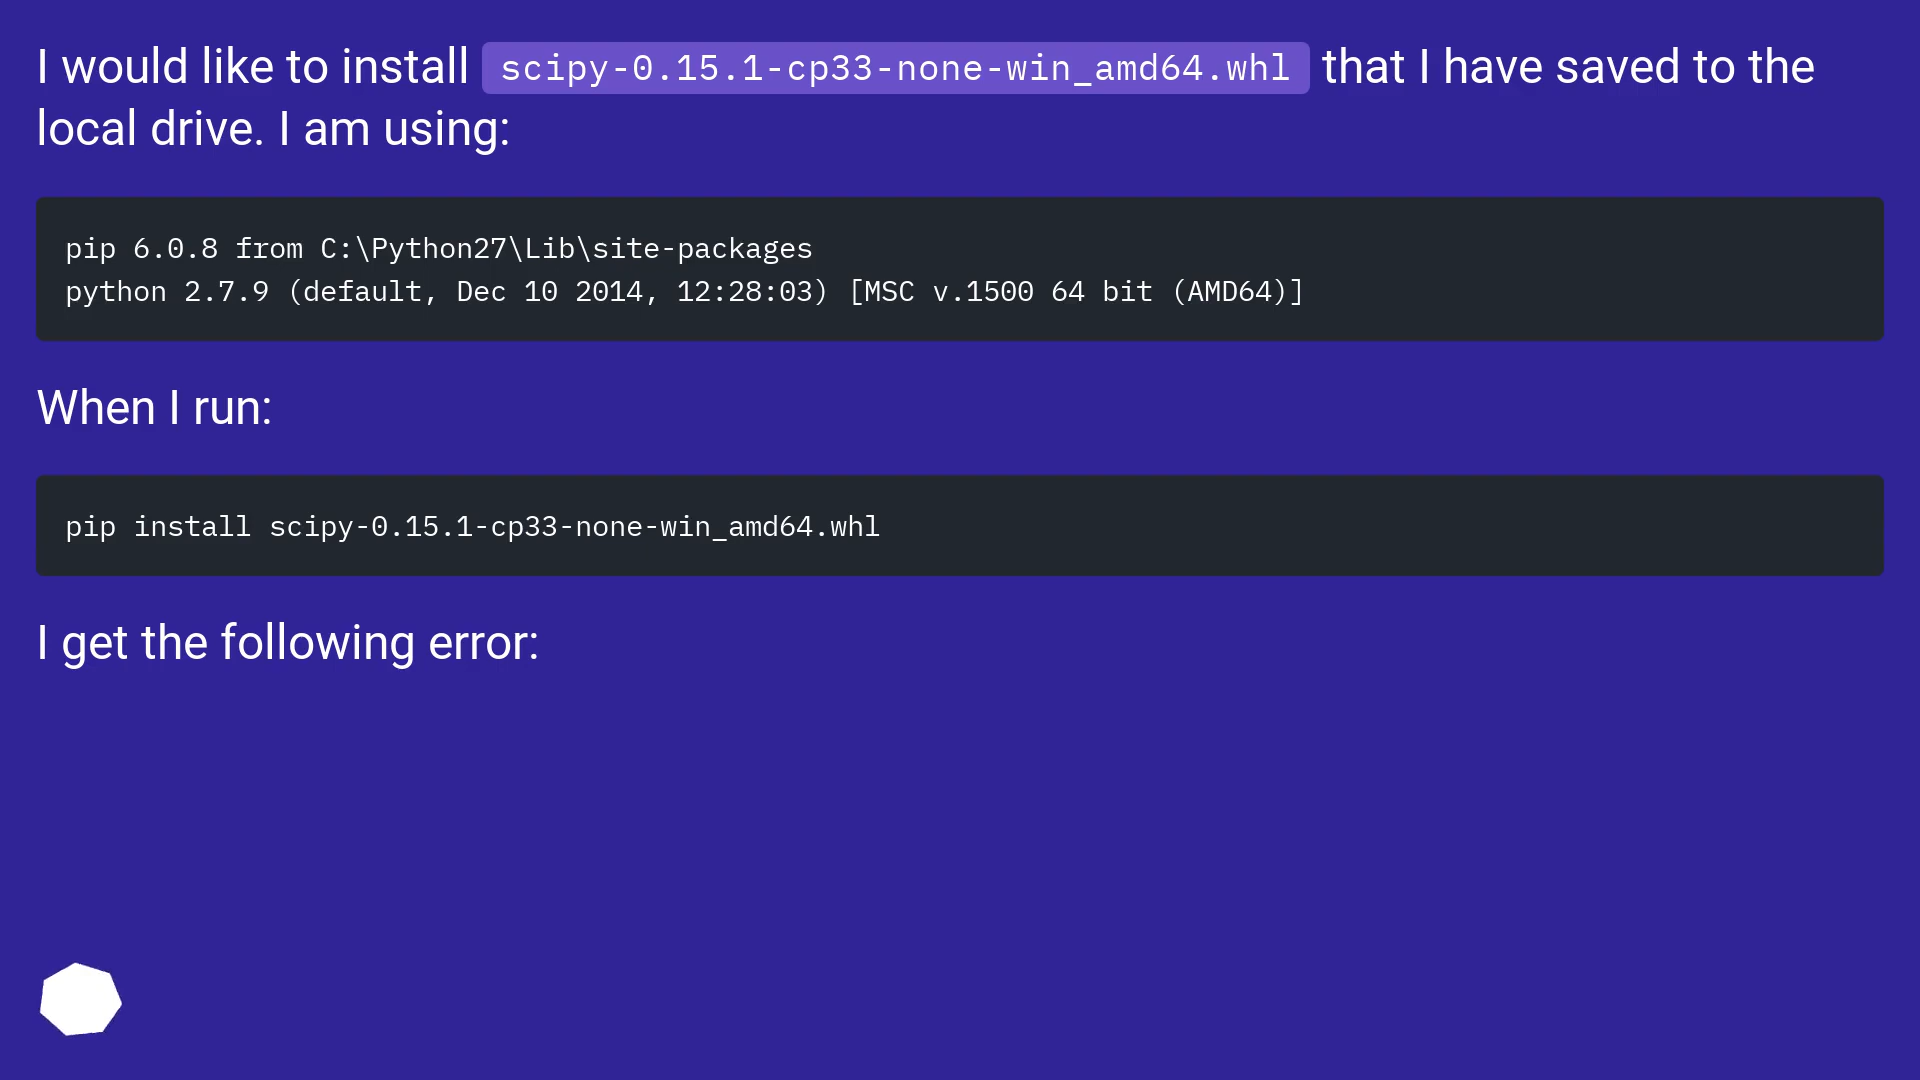 I would like to install scipy-0.15.1-cp33-none-win_amd64.whl that I have saved to the
local drive. I am using:
pip 6.0.8 from C:\Python27\Lib\site-packages
python 2.7.9 (default, Dec 10 2014, 12:28:03) [MSC v.1500 64 bit (AMD64)]
When I run:
pip install scipy-0.15.1-cp33-none-win_amd64.whl
I get the following error: